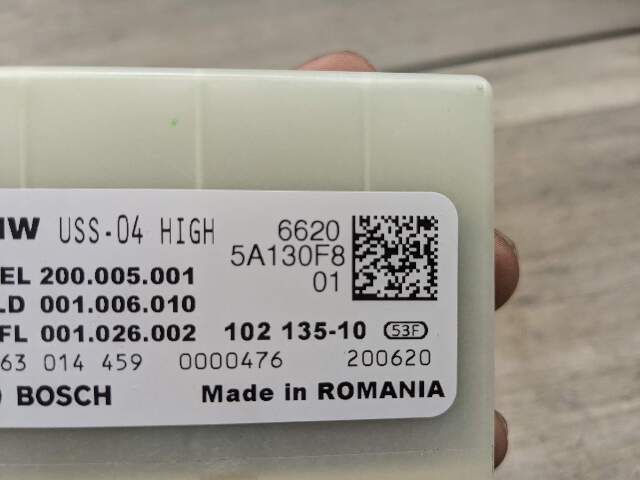 USS-04 HIGH 6620
5A130F8
01
EL 200.005.001
LD 001.006.010
FL 001.026.002 102 135-10 53F
63 014 459 0000476 200620
BOSCH Made in ROMANIA